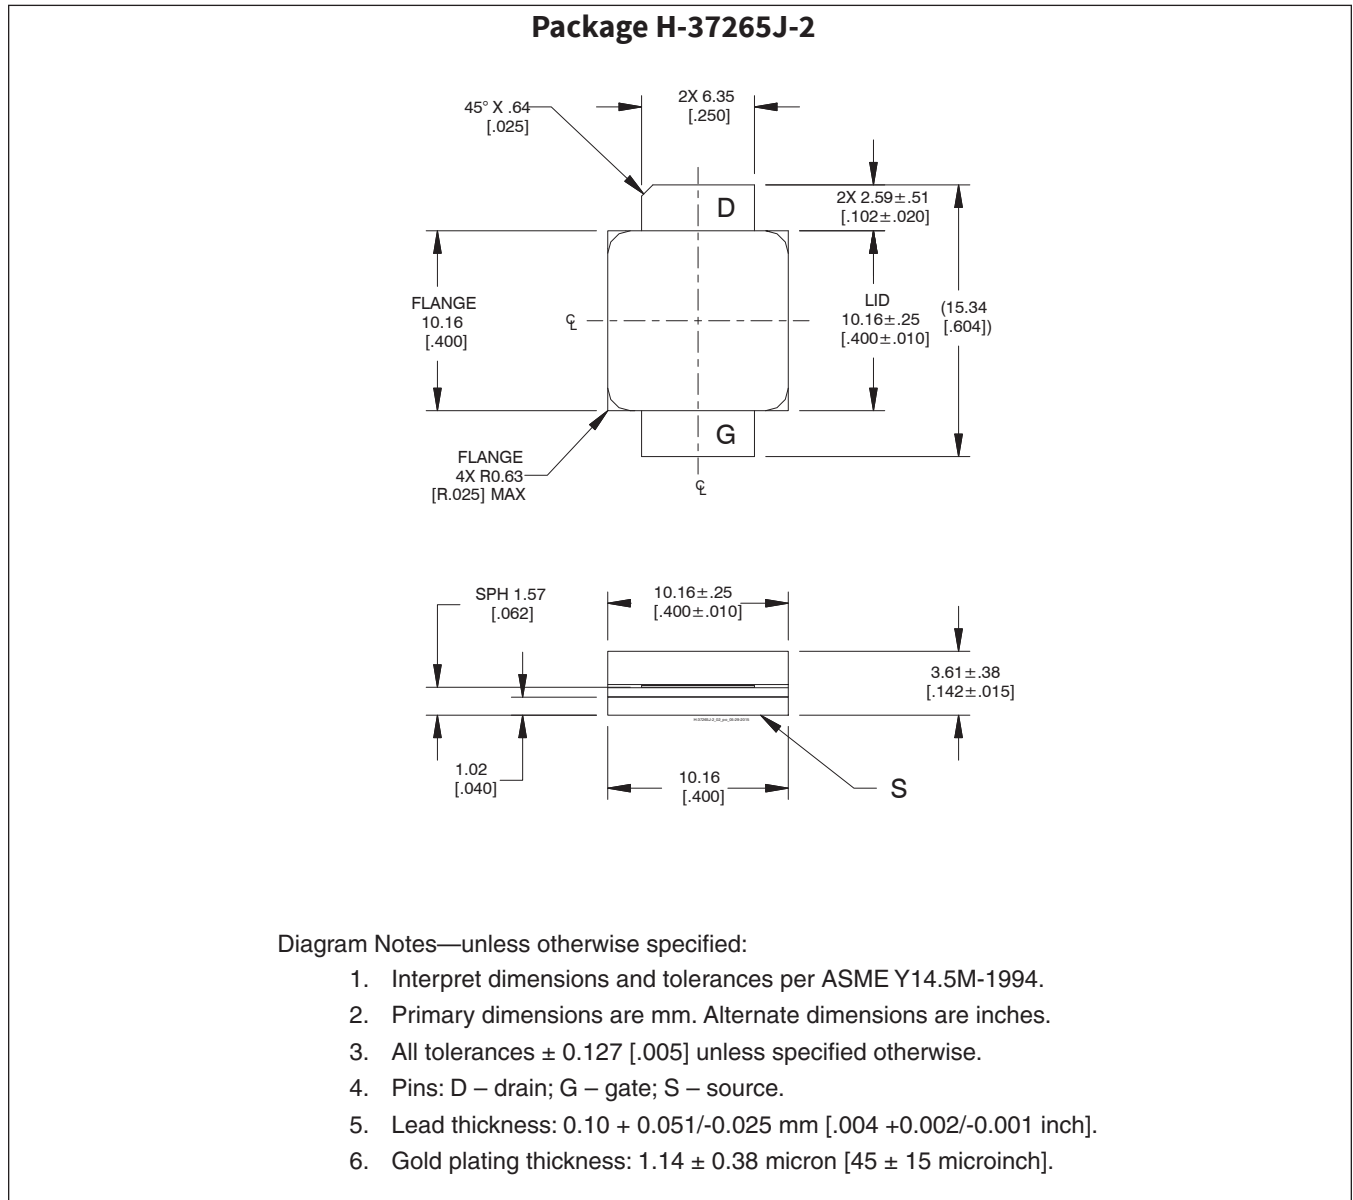 Package H-37265J-2
45° X .64
[.025]
2X 6.35
[.250]
2X 2.59±.51
[.102±.020]
D
FLANGE
10.16
[.400]
℄
LID
10.16±.25
[.400±.010]
(15.34
[.604])
G
FLANGE
4X R0.63
[R.025] MAX
℄
SPH 1.57
[.062]
10.16±.25
[.400±.010]
3.61±.38
[.142±.015]
1.02
[.040]
10.16
[.400]
S
Diagram Notes—unless otherwise specified:
1. Interpret dimensions and tolerances per ASME Y14.5M-1994.
2. Primary dimensions are mm. Alternate dimensions are inches.
3. All tolerances ± 0.127 [.005] unless specified otherwise.
4. Pins: D – drain; G – gate; S – source.
5. Lead thickness: 0.10 + 0.051/-0.025 mm [.004 +0.002/-0.001 inch].
6. Gold plating thickness: 1.14 ± 0.38 micron [45 ± 15 microinch].